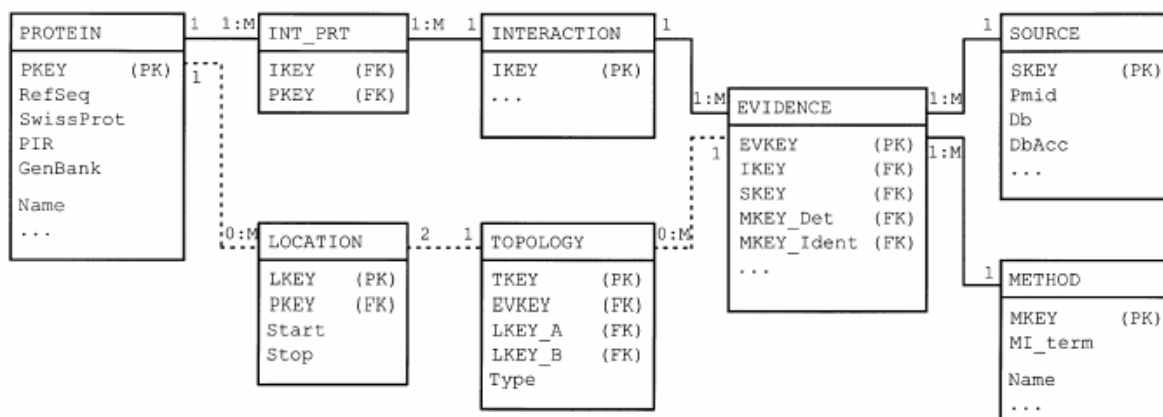 PROTEIN
PKEY (PK)
RefSeq
SwissProt
PIR
GenBank
Name
...
1 1:M
1
INT_PRT
IKEY (FK)
PKEY (FK)
1:M 1
INTERACTION
IKEY (PK)
...
1
1:M
EVIDENCE
EVKEY (PK)
IKEY (FK)
SKEY (FK)
MKEY_Det (FK)
MKEY_Ident (FK)
...
1
1:M
1:M
1
SOURCE
SKEY (PK)
Pmid
Db
DbAcc
...
0:M
LOCATION
LKEY (PK)
PKEY (FK)
Start
Stop
2 1
TOPOLOGY
TKEY (PK)
EVKEY (FK)
LKEY_A (FK)
LKEY_B (FK)
Type
0:M
1
METHOD
MKEY (PK)
MI_term
Name
...